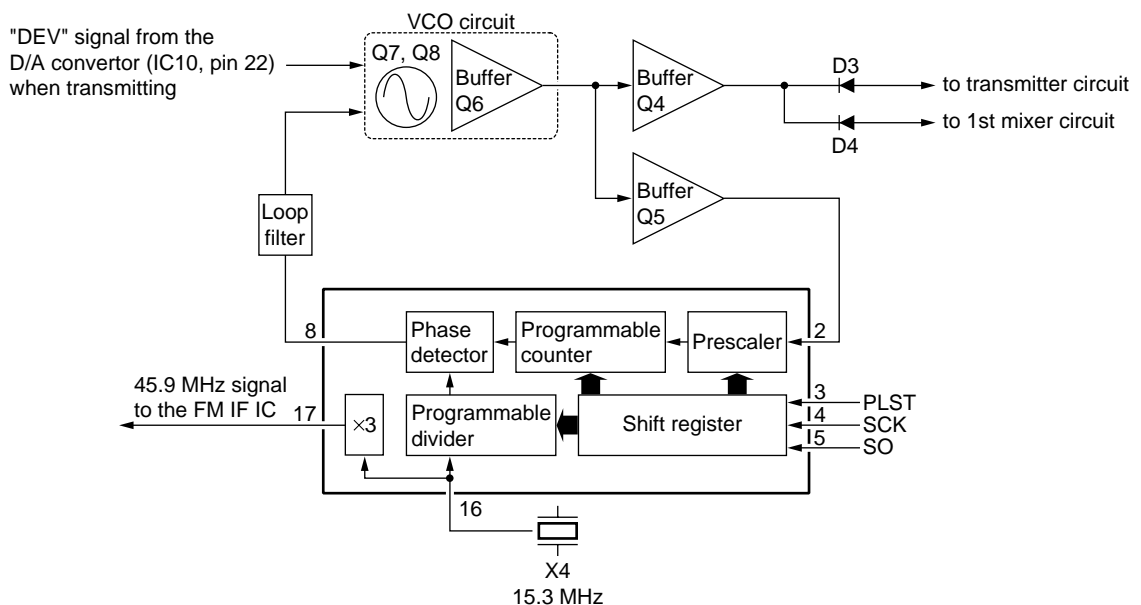 VCO circuit
"DEV" signal from the
D/A convertor (IC10, pin 22)
when transmitting
Q7, Q8
Buffer
Q6
Buffer
Q4
D3
to transmitter circuit
to 1st mixer circuit
D4
Buffer
Q5
Loop
filter
8
Phase
detector
Programmable
counter
Prescaler
2
45.9 MHz signal
to the FM IF IC
17
×3
Programmable
divider
Shift register
3
PLST
4
SCK
5
SO
16
X4
15.3 MHz